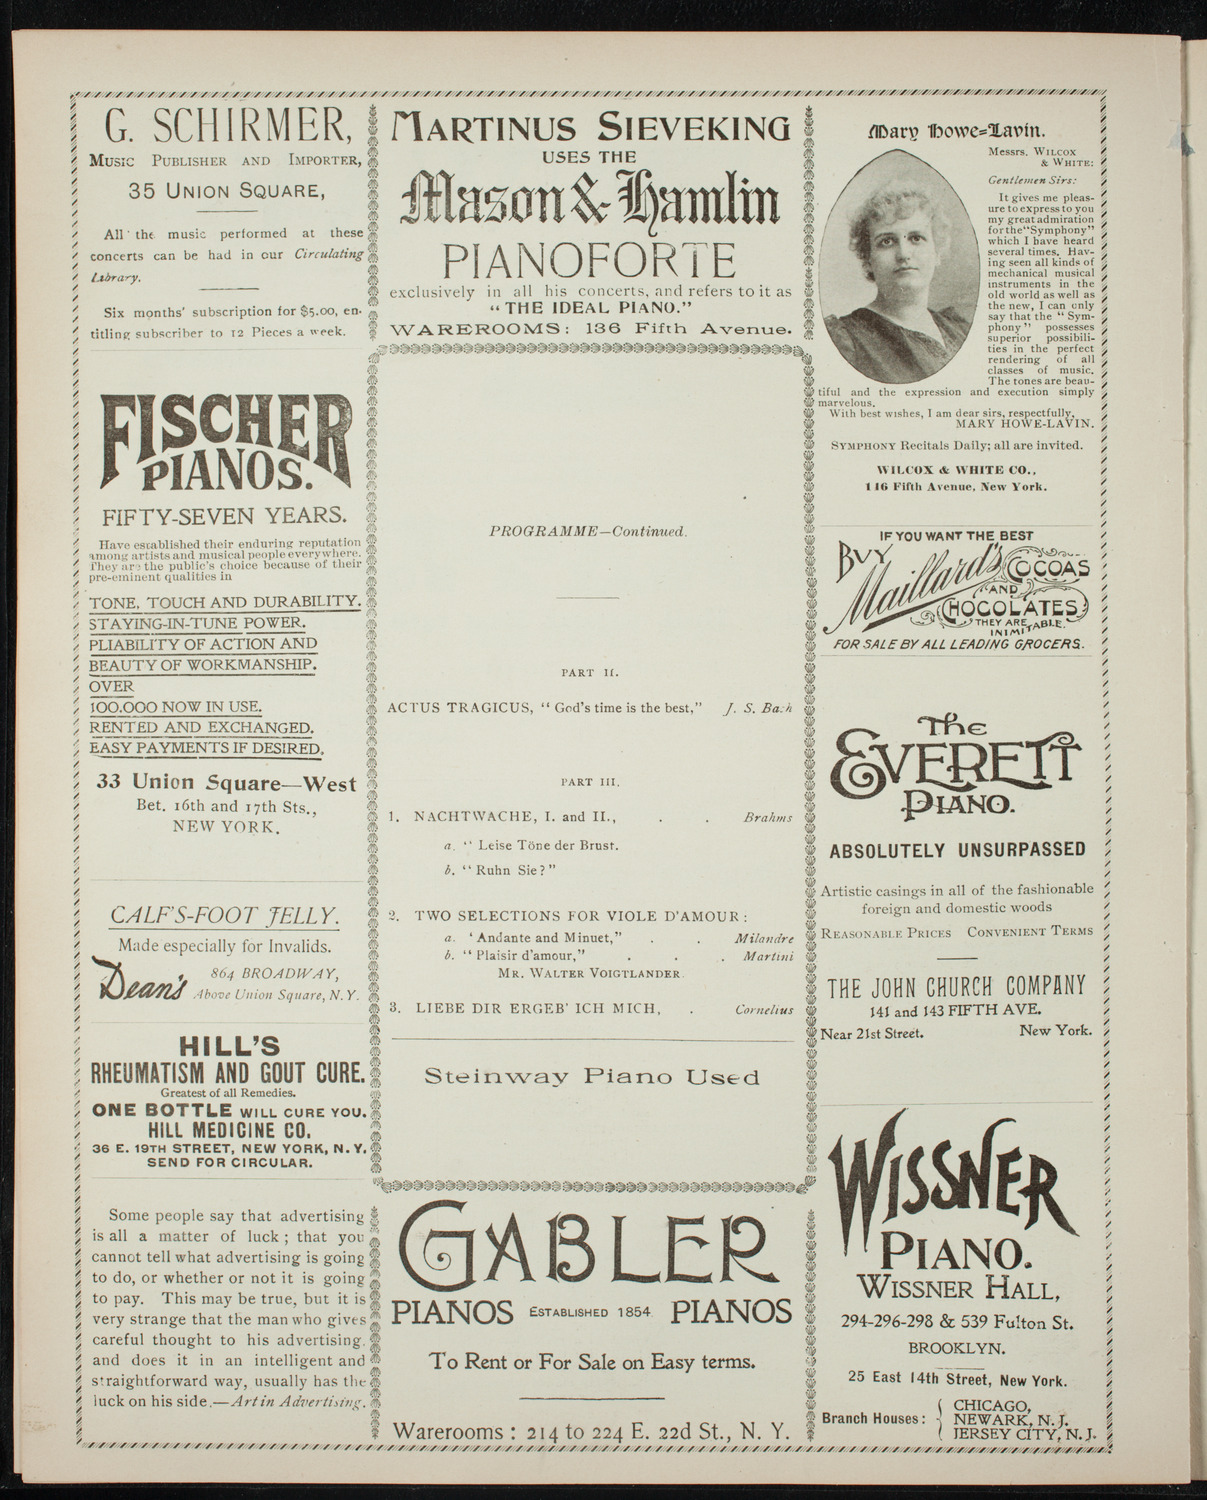 G. SCHIRMER,
MUSIC PUBLISHER AND IMPORTER,
35 UNION SQUARE,
All the music performed at these
concerts can be had in our Circulating
Library.
Six months' subscription for $5.00, en-
titling subscriber to 12 Pieces a week.
FISCHER
PIANOS.
FIFTY-SEVEN YEARS.
Have established their enduring reputation
among artists and musical people everywhere.
They are the public's choice because of their
pre-eminent qualities in
TONE, TOUCH AND DURABILITY.
STAYING-IN-TUNE POWER.
PLIABILITY OF ACTION AND
BEAUTY OF WORKMANSHIP.
OVER
100.000 NOW IN USE.
RENTED AND EXCHANGED.
EASY PAYMENTS IF DESIRED,
33 Union Square—West
Bet. 16th and 17th Sts.,
NEW YORK.
CALF'S-FOOT JELLY.
Made especially for Invalids.
Dean's
864 BROADWAY,
Above Union Square, N. Y.
HILL'S
RHEUMATISM AND GOUT CURE.
Greatest of all Remedies.
ONE BOTTLE WILL CURE YOU.
HILL MEDICINE CO.
36 E. 19TH STREET, NEW YORK, N. Y.
SEND FOR CIRCULAR.
Some people say that advertising
is all a matter of luck; that you
cannot tell what advertising is going
to do, or whether or not it is going
to pay. This may be true, but it is
very strange that the man who gives
careful thought to his advertising,
and does it in an intelligent and
straightforward way, usually has the
luck on his side.—Art in Advertising.
MARTINUS SIEVEKING
USES THE
Mason & Hamlin
PIANOFORTE
exclusively in all his concerts, and refers to it as
"THE IDEAL PIANO."
WAREROOMS: 136 Fifth Avenue.
PROGRAMME—Continued.
PART II.
ACTUS TRAGICUS, "God's time is the best," J. S. Bach
PART III.
1. NACHTWACHE, I. and II., . . Brahms
a. "Leise Töne der Brust.
b. "Ruhn Sie?"
2. TWO SELECTIONS FOR VIOLE D'AMOUR:
a. 'Andante and Minuet," . . Milandre
b. "Plaisir d'amour," . . . Martini
MR. WALTER VOIGTLANDER.
3. LIEBE DIR ERGEB' ICH MICH, . Cornelius
Steinway Piano Used
GABLER
PIANOS ESTABLISHED 1854 PIANOS
To Rent or For Sale on Easy terms.
Warerooms: 214 to 224 E. 22d St., N. Y.
Mary Howe=Lavin.
Messrs. WILCOX
& WHITE:
Gentlemen Sirs:
It gives me pleas-
ure to express to you
my great admiration
for the "Symphony"
which I have heard
several times. Hav-
ing seen all kinds of
mechanical musical
instruments in the
old world as well as
the new, I can only
say that the "Sym-
phony" possesses
superior possibili-
ties in the perfect
rendering of all
classes of music.
The tones are beau-
tiful and the expression and execution simply
marvelous.
With best wishes, I am dear sirs, respectfully,
MARY HOWE-LAVIN.
SYMPHONY Recitals Daily; all are invited.
WILCOX & WHITE CO.,
146 Fifth Avenue, New York.
IF YOU WANT THE BEST
BUY
Maillard's
COCOAS
AND
CHOCOLATES
THEY ARE
INIMITABLE.
FOR SALE BY ALL LEADING GROCERS.
The
EVERETT
PIANO.
ABSOLUTELY UNSURPASSED
Artistic casings in all of the fashionable
foreign and domestic woods
REASONABLE PRICES CONVENIENT TERMS
THE JOHN CHURCH COMPANY
141 and 143 FIFTH AVE.
Near 21st Street. New York.
WISSNER
PIANO.
WISSNER HALL,
294-296-298 & 539 Fulton St.
BROOKLYN.
25 East 14th Street, New York.
Branch Houses: { CHICAGO,
NEWARK, N. J.
JERSEY CITY, N. J.